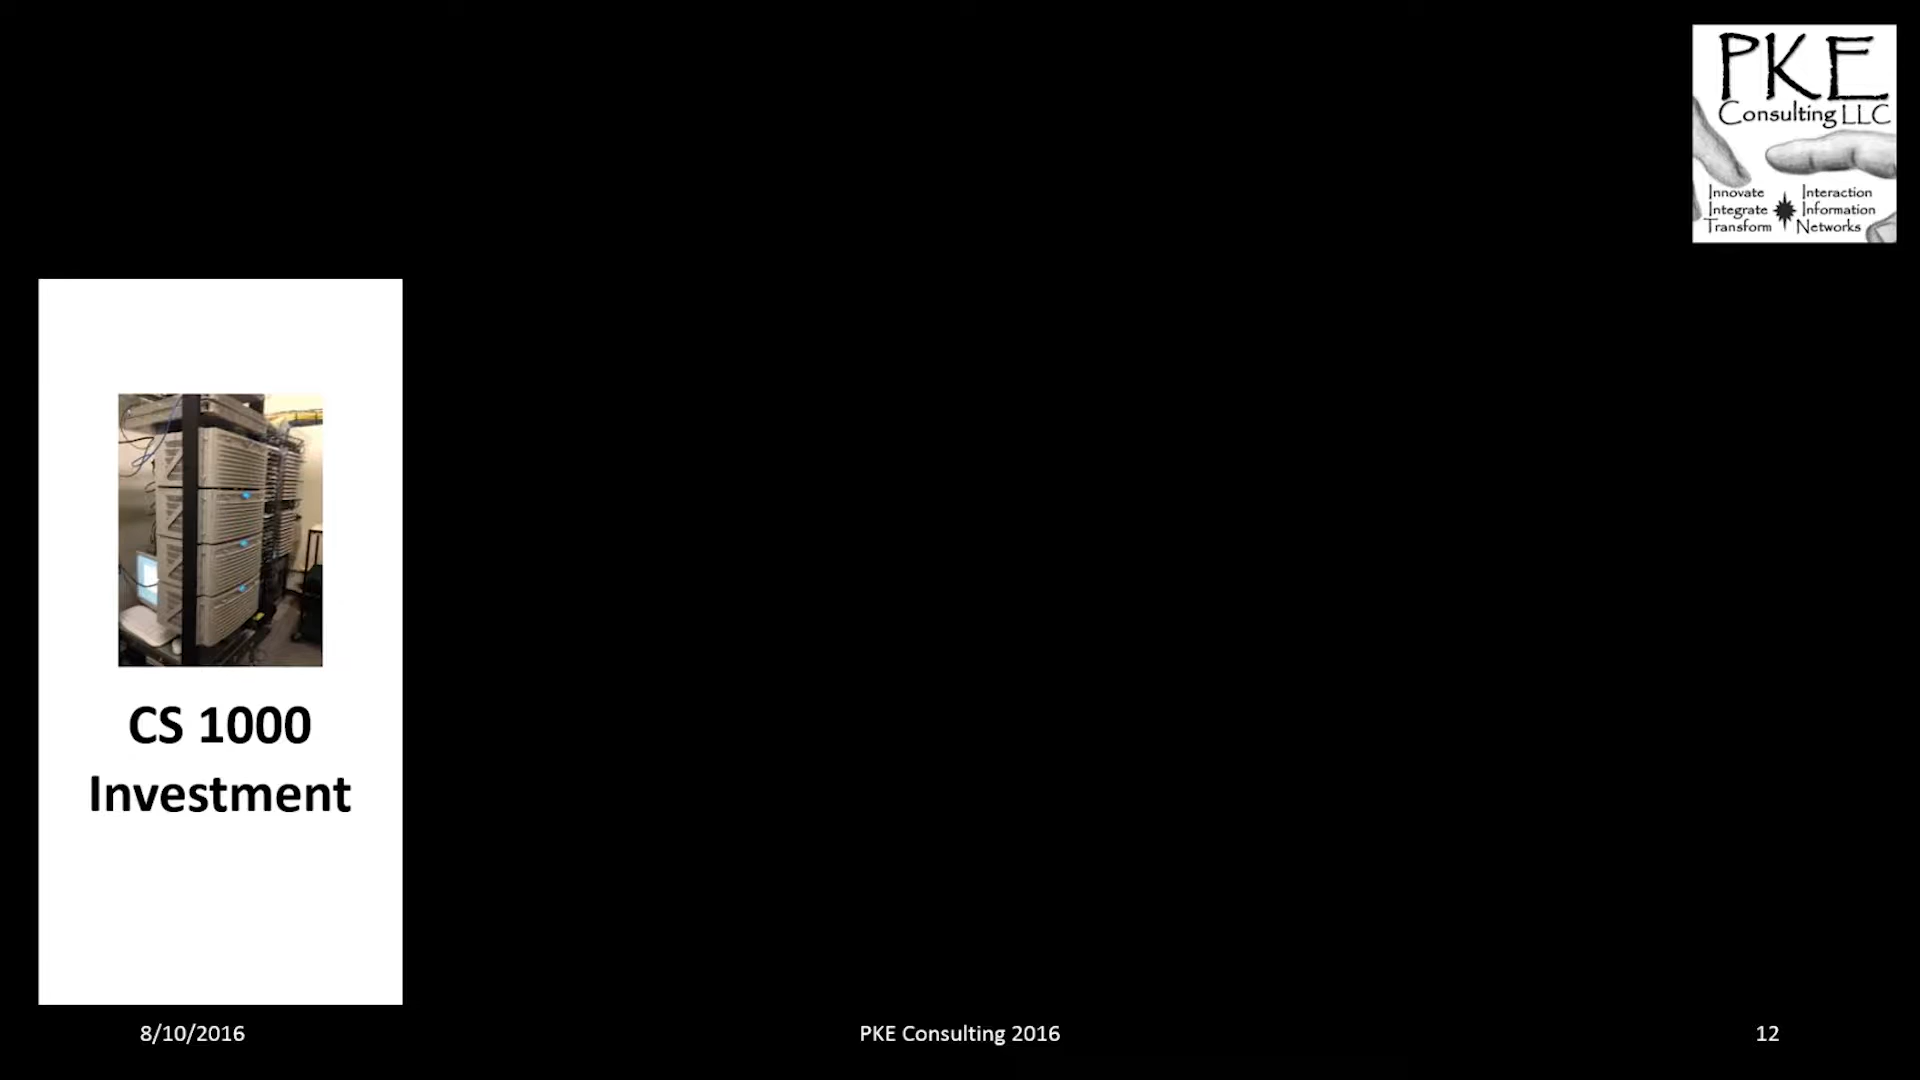 PKE
Consulting LLC
Innovate Interaction
Integrate Information
Transform Networks
CS 1000
Investment
8/10/2016 PKE Consulting 2016 12